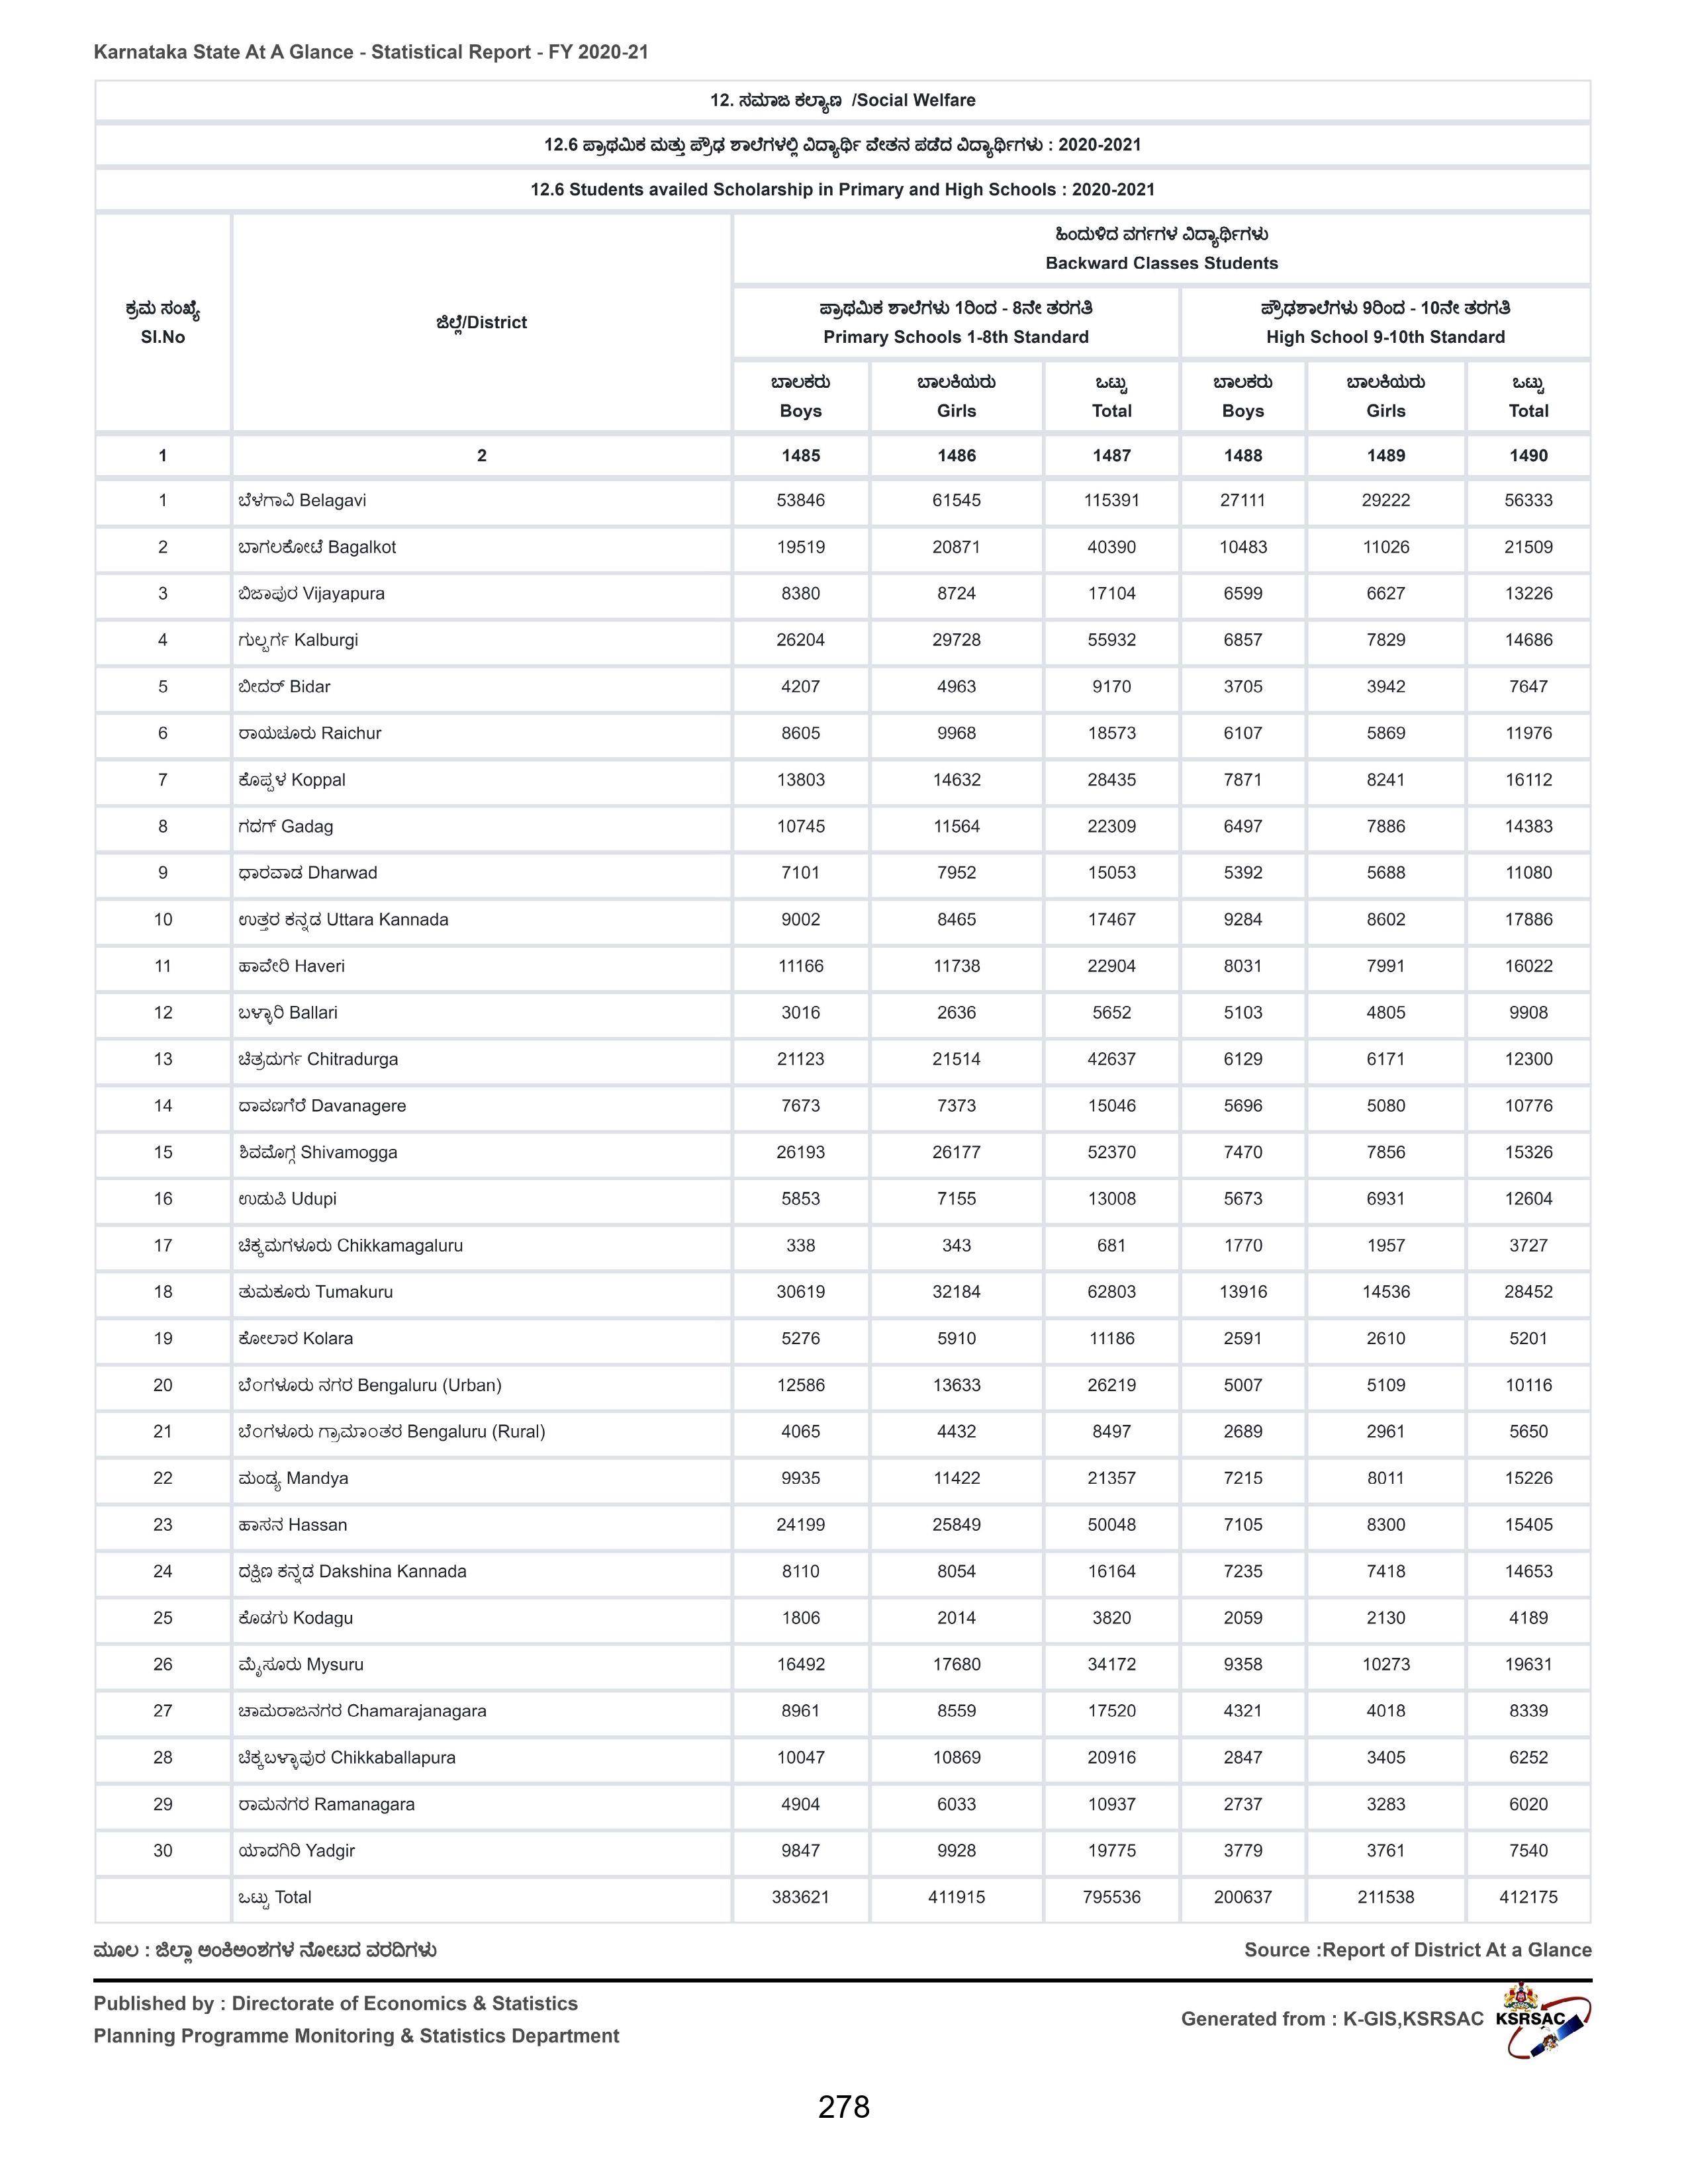 Karnataka State At A Glance - Statistical Report - FY 2020-21
12. ಸಮಾಜ ಕಲ್ಯಾಣ /Social Welfare
12.6 ಪ್ರಾಥಮಿಕ ಮತ್ತು ಪ್ರೌಢ ಶಾಲೆಗಳಲ್ಲಿ ವಿದ್ಯಾರ್ಥಿ ವೇತನ ಪಡೆದ ವಿದ್ಯಾರ್ಥಿಗಳು : 2020-2021
12.6 Students availed Scholarship in Primary and High Schools : 2020-2021
ಹಿಂದುಳಿದ ವರ್ಗಗಳ ವಿದ್ಯಾರ್ಥಿಗಳು
Backward Classes Students
ಕ್ರಮ ಸಂಖ್ಯೆ
Sl.No
ಜಿಲ್ಲೆ/District
ಪ್ರಾಥಮಿಕ ಶಾಲೆಗಳು 1ರಿಂದ - 8ನೇ ತರಗತಿ
Primary Schools 1-8th Standard
ಪ್ರೌಢಶಾಲೆಗಳು 9ರಿಂದ - 10ನೇ ತರಗತಿ
High School 9-10th Standard
ಬಾಲಕರು ಬಾಲಕಿಯರು ಒಟ್ಟು ಬಾಲಕರು ಬಾಲಕಿಯರು ಒಟ್ಟು
Boys Girls Total Boys Girls Total
1 2 1485 1486 1487 1488 1489 1490
1 ಬೆಳಗಾವಿ Belagavi 53846 61545 115391 27111 29222 56333
2 ಬಾಗಲಕೋಟೆ Bagalkot 19519 20871 40390 10483 11026 21509
3 ಬಿಜಾಪುರ Vijayapura 8380 8724 17104 6599 6627 13226
4 ಗುಲ್ಬರ್ಗ Kalburgi 26204 29728 55932 6857 7829 14686
5 ಬೀದರ್ Bidar 4207 4963 9170 3705 3942 7647
6 ರಾಯಚೂರು Raichur 8605 9968 18573 6107 5869 11976
7 ಕೊಪ್ಪಳ Koppal 13803 14632 28435 7871 8241 16112
8 ಗದಗ್ Gadag 10745 11564 22309 6497 7886 14383
9 ಧಾರವಾಡ Dharwad 7101 7952 15053 5392 5688 11080
10 ಉತ್ತರ ಕನ್ನಡ Uttara Kannada 9002 8465 17467 9284 8602 17886
11 ಹಾವೇರಿ Haveri 11166 11738 22904 8031 7991 16022
12 ಬಳ್ಳಾರಿ Ballari 3016 2636 5652 5103 4805 9908
13 ಚಿತ್ರದುರ್ಗ Chitradurga 21123 21514 42637 6129 6171 12300
14 ದಾವಣಗೆರೆ Davanagere 7673 7373 15046 5696 5080 10776
15 ಶಿವಮೊಗ್ಗ Shivamogga 26193 26177 52370 7470 7856 15326
16 ಉಡುಪಿ Udupi 5853 7155 13008 5673 6931 12604
17 ಚಿಕ್ಕಮಗಳೂರು Chikkamagaluru 338 343 681 1770 1957 3727
18 ತುಮಕೂರು Tumakuru 30619 32184 62803 13916 14536 28452
19 ಕೋಲಾರ Kolara 5276 5910 11186 2591 2610 5201
20 ಬೆಂಗಳೂರು ನಗರ Bengaluru (Urban) 12586 13633 26219 5007 5109 10116
21 ಬೆಂಗಳೂರು ಗ್ರಾಮಾಂತರ Bengaluru (Rural) 4065 4432 8497 2689 2961 5650
22 ಮಂಡ್ಯ Mandya 9935 11422 21357 7215 8011 15226
23 ಹಾಸನ Hassan 24199 25849 50048 7105 8300 15405
24 ದಕ್ಷಿಣ ಕನ್ನಡ Dakshina Kannada 8110 8054 16164 7235 7418 14653
25 ಕೊಡಗು Kodagu 1806 2014 3820 2059 2130 4189
26 ಮೈಸೂರು Mysuru 16492 17680 34172 9358 10273 19631
27 ಚಾಮರಾಜನಗರ Chamarajanagara 8961 8559 17520 4321 4018 8339
28 ಚಿಕ್ಕಬಳ್ಳಾಪುರ Chikkaballapura 10047 10869 20916 2847 3405 6252
29 ರಾಮನಗರ Ramanagara 4904 6033 10937 2737 3283 6020
30 ಯಾದಗಿರಿ Yadgir 9847 9928 19775 3779 3761 7540
ಒಟ್ಟು Total 383621 411915 795536 200637 211538 412175
ಮೂಲ : ಜಿಲ್ಲಾ ಅಂಕಿಅಂಶಗಳ ನೋಟದ ವರದಿಗಳು Source :Report of District At a Glance
Published by : Directorate of Economics & Statistics
Planning Programme Monitoring & Statistics Department
Generated from : K-GIS,KSRSAC KSRSAC
278